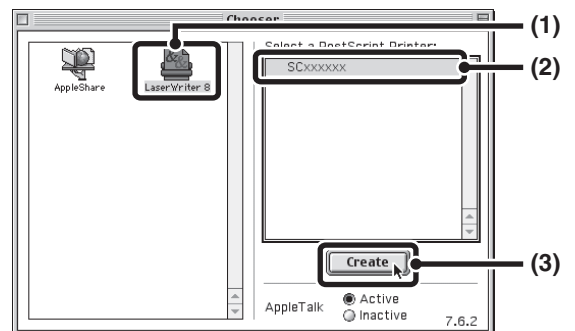 Chooser
Select a PostScript Printer:
AppleShare
LaserWriter 8
SCxxxxxx
Create
AppleTalk
Active
Inactive
7.6.2
(1)
(2)
(3)